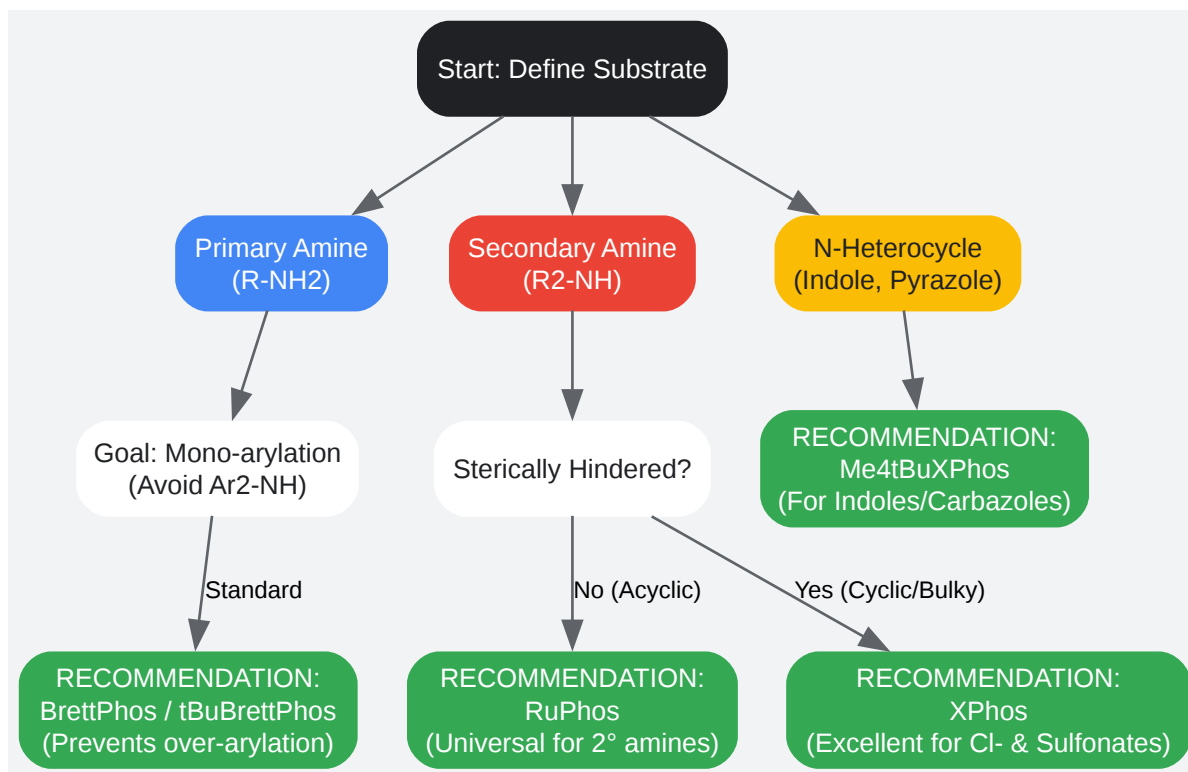 Start: Define Substrate
Primary Amine
(R-NH2)
Secondary Amine
(R2-NH)
N-Heterocycle
(Indole, Pyrazole)
Goal: Mono-arylation
(Avoid Ar2-NH)
Sterically Hindered?
RECOMMENDATION:
Me4tBuXPhos
(For Indoles/Carbazoles)
Standard
No (Acyclic)
Yes (Cyclic/Bulky)
RECOMMENDATION:
BrettPhos / tBuBrettPhos
(Prevents over-arylation)
RECOMMENDATION:
RuPhos
(Universal for 2° amines)
RECOMMENDATION:
XPhos
(Excellent for Cl- & Sulfonates)